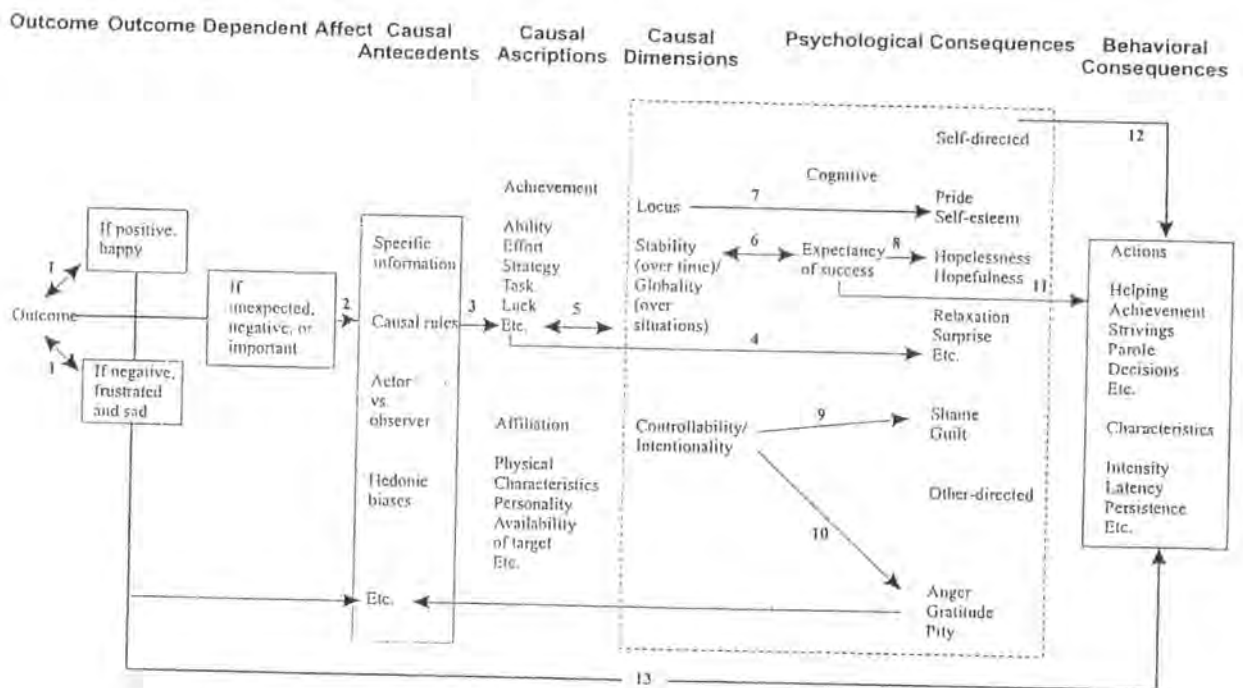 Outcome Outcome Dependent Affect Causal Antecedents
Causal Ascriptions
Causal Dimensions
Psychological Consequences
Behavioral Consequences
Outcome
1
1
If positive,
happy
If negative,
frustrated
and sad
If
unexpected,
negative, or
important
2
Specific
information
Causal rules
Actor
vs.
observer
Hedonic
biases
Etc.
3
Achievement
Ability
Effort
Strategy
Task
Luck
Etc.
5
4
Affiliation
Physical
Characteristics
Personality
Availability
of target
Etc.
Locus
7
Stability
(over time)/
Globality
(over
situations)
6
Controllability/
Intentionality
9
10
Cognitive
Expectancy
of success
8
Self-directed
Pride
Self-esteem
Hopelessness
Hopefulness
11
Relaxation
Surprise
Etc.
Shame
Guilt
Other-directed
Anger
Gratitude
Pity
12
Actions
Helping
Achievement
Strivings
Parole
Decisions
Etc.
Characteristics
Intensity
Latency
Persistence
Etc.
13